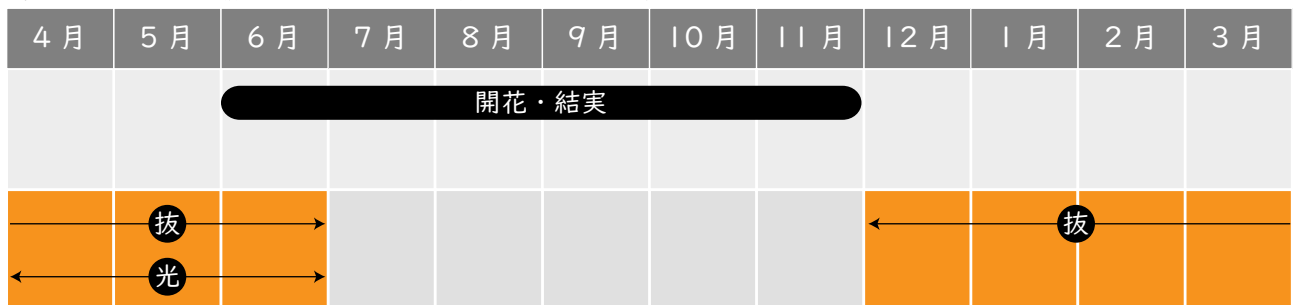 4月 5月 6月 7月 8月 9月 10月 11月 12月 1月 2月 3月
開花・結実
抜 抜
光